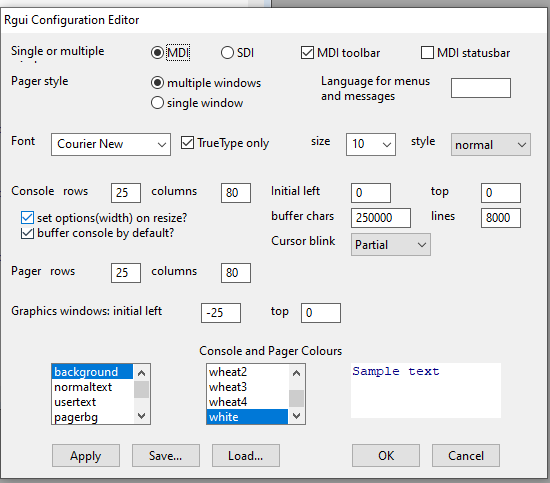 Rgui Configuration Editor
Single or multiple MDI SDI MDI toolbar MDI statusbar
Pager style multiple windows Language for menus
single window and messages
Font Courier New TrueType only size 10 style normal
Console rows 25 columns 80 Initial left 0 top 0
set options(width) on resize? buffer chars 250000 lines 8000
buffer console by default? Cursor blink Partial
Pager rows 25 columns 80
Graphics windows: initial left -25 top 0
Console and Pager Colours
background wheat2 Sample text
normaltext wheat3
usertext wheat4
pagerbg white
Apply Save... Load... OK Cancel